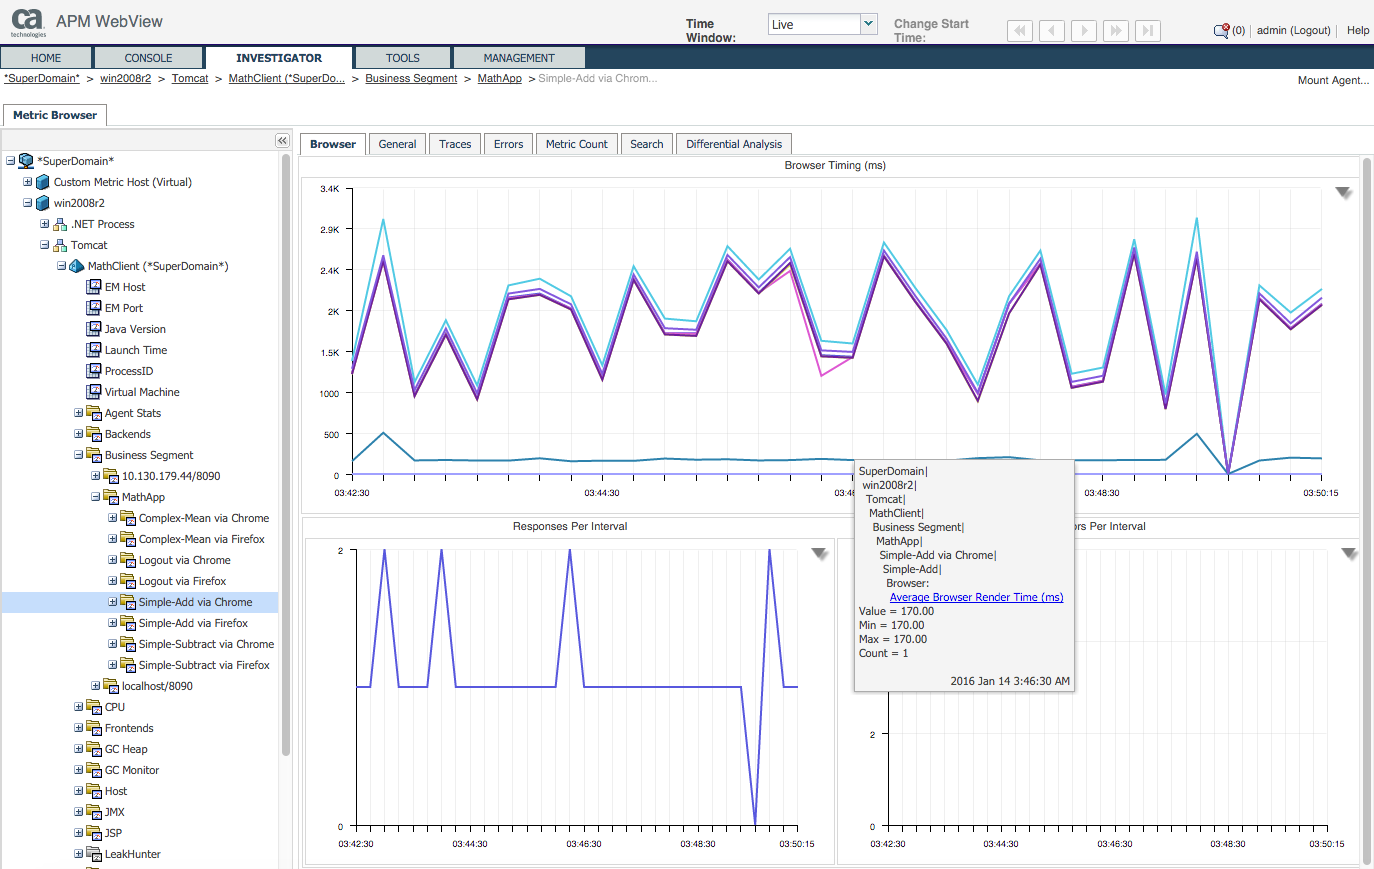 ca
technologies
APM WebView
Time
Window:
Live
Change Start
Time:
(0)
admin (Logout)
Help
HOME
CONSOLE
INVESTIGATOR
TOOLS
MANAGEMENT
*SuperDomain* > win2008r2 > Tomcat > MathClient (*SuperDo... > Business Segment > MathApp > Simple-Add via Chrom...
Mount Agent...
Metric Browser
*SuperDomain*
Custom Metric Host (Virtual)
win2008r2
.NET Process
Tomcat
MathClient (*SuperDomain*)
EM Host
EM Port
Java Version
Launch Time
ProcessID
Virtual Machine
Agent Stats
Backends
Business Segment
10.130.179.44/8090
MathApp
Complex-Mean via Chrome
Complex-Mean via Firefox
Logout via Chrome
Logout via Firefox
Simple-Add via Chrome
Simple-Add via Firefox
Simple-Subtract via Chrome
Simple-Subtract via Firefox
localhost/8090
CPU
Frontends
GC Heap
GC Monitor
Host
JMX
JSP
LeakHunter
Browser
General
Traces
Errors
Metric Count
Search
Differential Analysis
Browser Timing (ms)
3.4K
2.9K
2.4K
2K
1.5K
1000
500
0
03:42:30
03:44:30
03:46
03:48:30
03:50:15
SuperDomain|
win2008r2|
Tomcat|
MathClient|
Business Segment|
MathApp|
Simple-Add via Chrome|
Simple-Add|
Browser:
Average Browser Render Time (ms)
Value = 170.00
Min = 170.00
Max = 170.00
Count = 1
2016 Jan 14 3:46:30 AM
Responses Per Interval
2
0
03:42:30
03:44:30
03:46:30
03:48:30
03:50:15
Per Interval
2
0
03:42:30
03:44:30
03:46:30
03:48:30
03:50:15